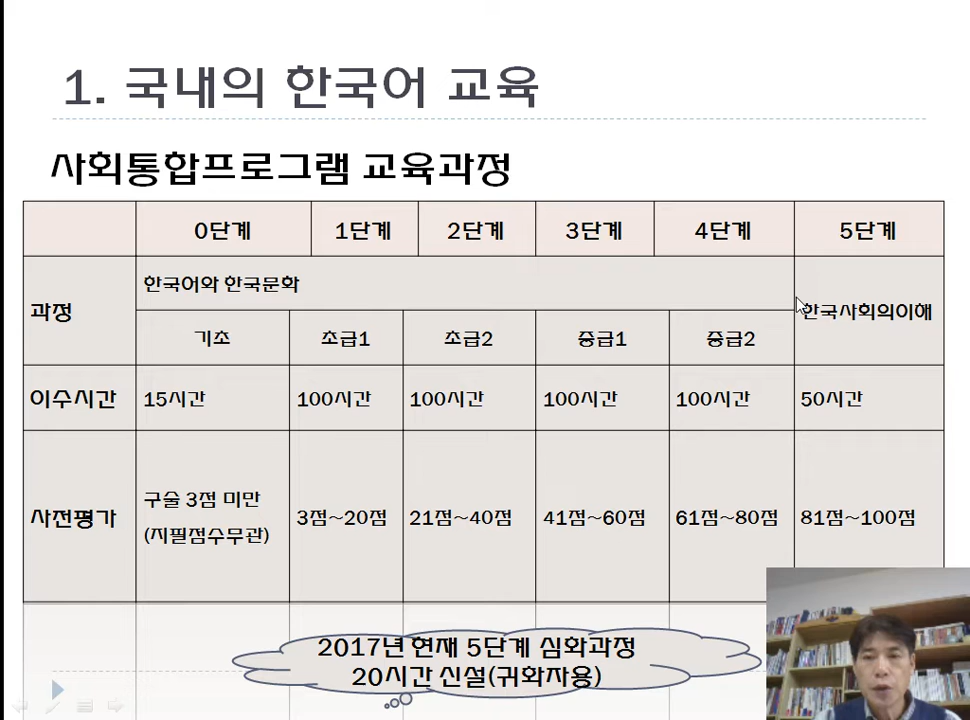 1. 국내의 한국어 교육
사회통합프로그램 교육과정
0단계 1단계 2단계 3단계 4단계 5단계
과정 한국어와 한국문화 한국사회의이해
기초 초급1 초급2 중급1 중급2
이수시간 15시간 100시간 100시간 100시간 100시간 50시간
사전평가 구술 3점 미만 3점~20점 21점~40점 41점~60점 61점~80점 81점~100점
(지필점수무관)
2017년 현재 5단계 심화과정
20시간 신설(귀화자용)